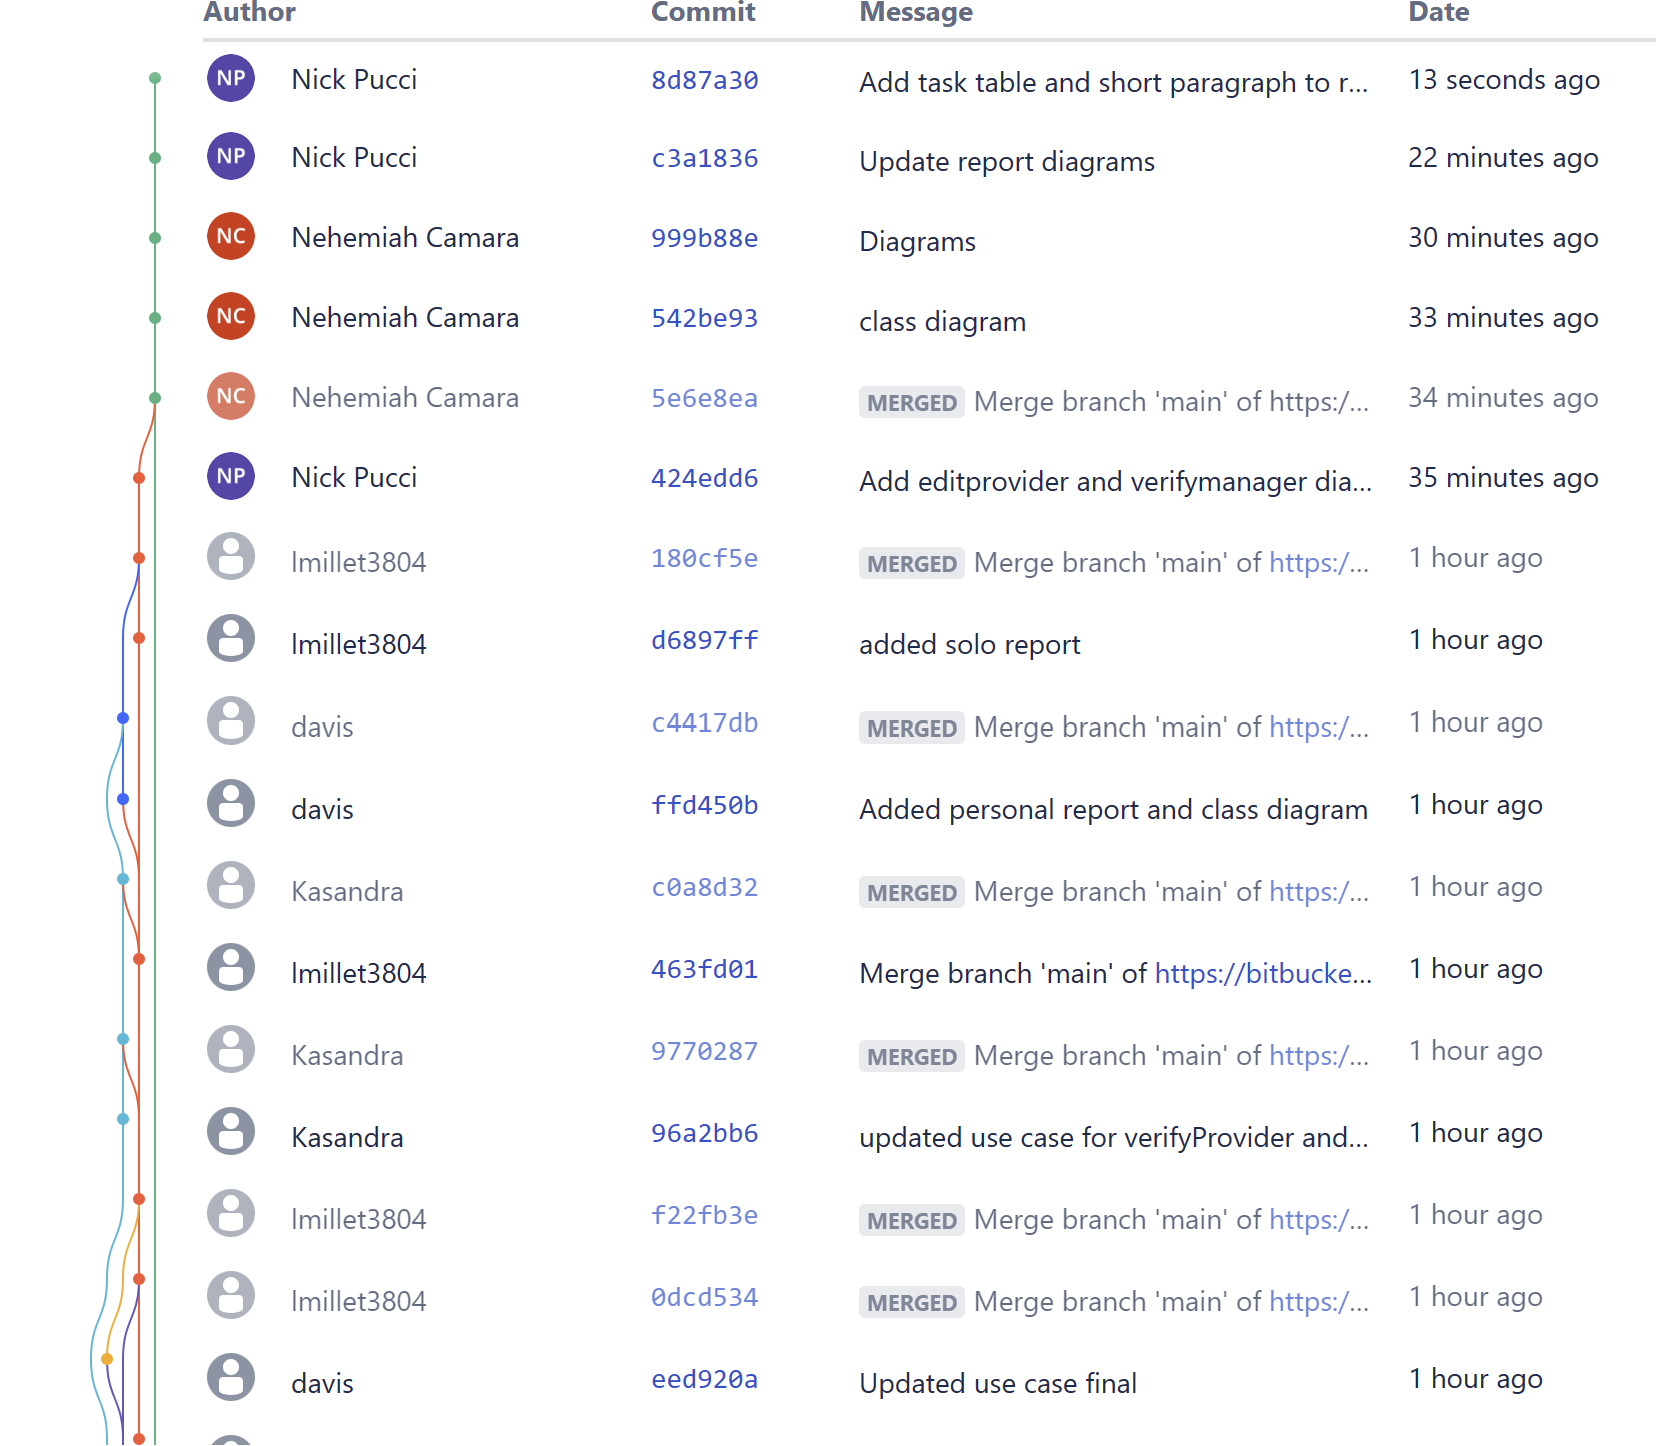 Author Commit Message Date
NP Nick Pucci 8d87a30 Add task table and short paragraph to r... 13 seconds ago
NP Nick Pucci c3a1836 Update report diagrams 22 minutes ago
NC Nehemiah Camara 999b88e Diagrams 30 minutes ago
NC Nehemiah Camara 542be93 class diagram 33 minutes ago
NC Nehemiah Camara 5e6e8ea MERGED Merge branch 'main' of https:/... 34 minutes ago
NP Nick Pucci 424edd6 Add editprovider and verifymanager dia... 35 minutes ago
lmillet3804 180cf5e MERGED Merge branch 'main' of https:/... 1 hour ago
lmillet3804 d6897ff added solo report 1 hour ago
davis c4417db MERGED Merge branch 'main' of https:/... 1 hour ago
davis ffd450b Added personal report and class diagram 1 hour ago
Kasandra c0a8d32 MERGED Merge branch 'main' of https:/... 1 hour ago
lmillet3804 463fd01 Merge branch 'main' of https://bitbucke... 1 hour ago
Kasandra 9770287 MERGED Merge branch 'main' of https:/... 1 hour ago
Kasandra 96a2bb6 updated use case for verifyProvider and... 1 hour ago
lmillet3804 f22fb3e MERGED Merge branch 'main' of https:/... 1 hour ago
lmillet3804 0dcd534 MERGED Merge branch 'main' of https:/... 1 hour ago
davis eed920a Updated use case final 1 hour ago